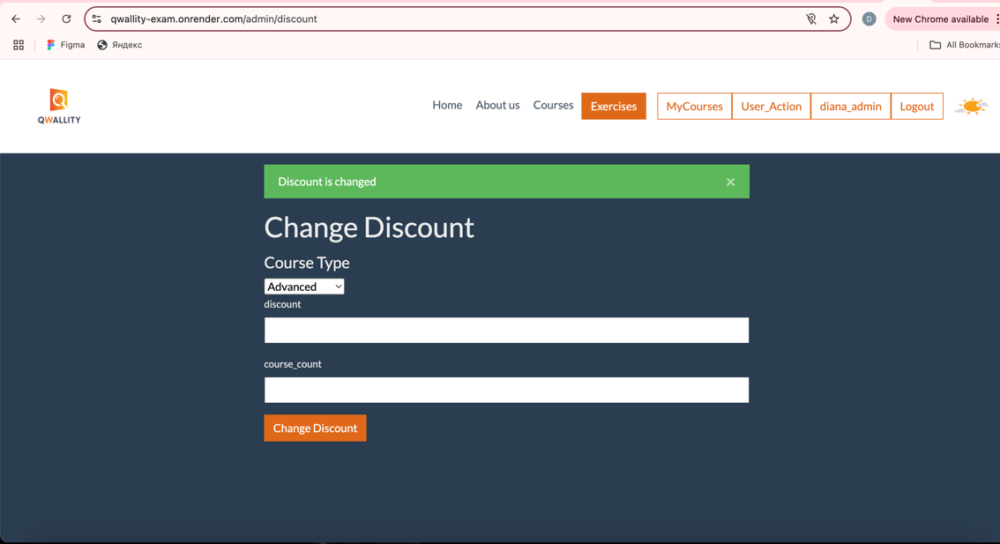 qwallity-exam.onrender.com/admin/discount
D
New Chrome available
Figma
Яндекс
All Bookmarks
QWALLITY
Home
About us
Courses
Exercises
MyCourses
User_Action
diana_admin
Logout
Discount is changed
×
Change Discount
Course Type
Advanced
discount
course_count
Change Discount